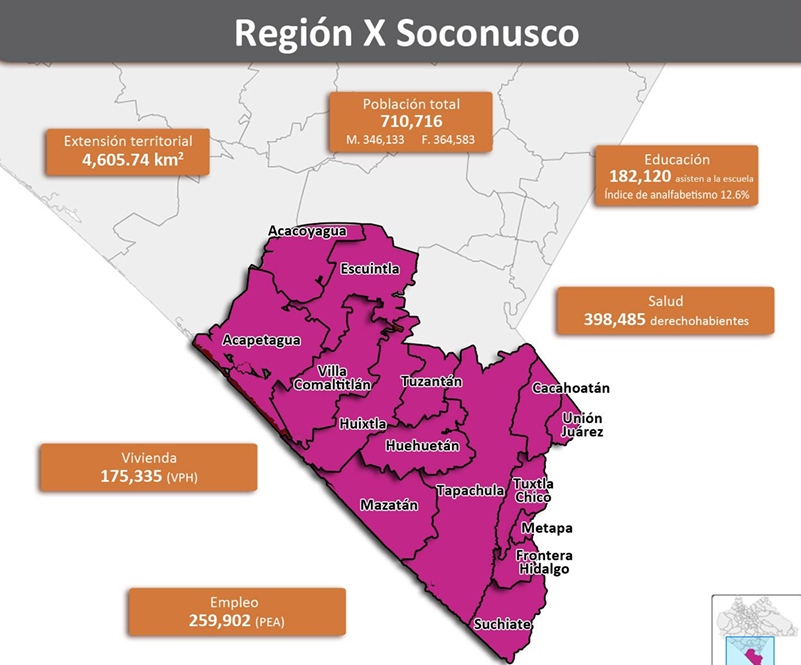 Región X Soconusco
Población total
710,716
M. 346,133 F. 364,583
Extensión territorial
4,605.74 km²
Educación
182,120 asisten a la escuela
Índice de analfabetismo 12.6%
Acacoyagua
Escuintla
Salud
398,485 derechohabientes
Acapetagua
Villa
Comaltitlán
Tuzantán
Cacahoatán
Unión
Juárez
Huixtla
Huehuetán
Vivienda
175,335 (VPH)
Mazatán
Tapachula
Tuxtla
Chico
Metapa
Frontera
Hidalgo
Empleo
259,902 (PEA)
Suchiate